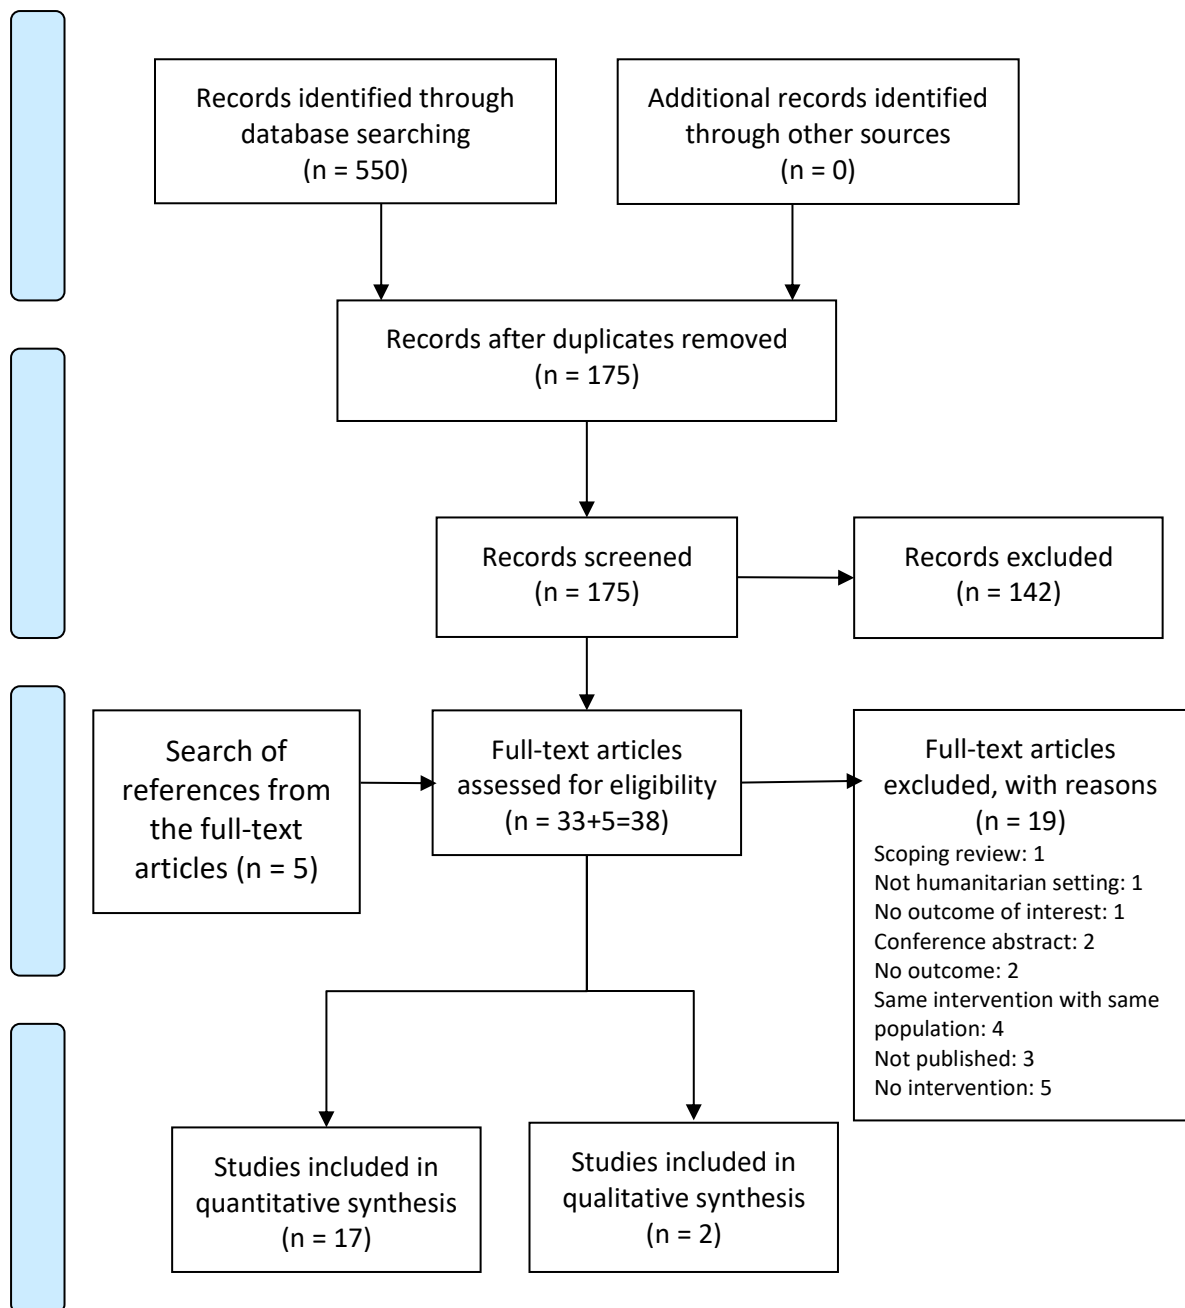 Records identified through
database searching
(n = 550)
Additional records identified
through other sources
(n = 0)
Records after duplicates removed
(n = 175)
Records screened
(n = 175)
Records excluded
(n = 142)
Search of
references from
the full-text
articles (n = 5)
Full-text articles
assessed for eligibility
(n = 33+5=38)
Full-text articles
excluded, with reasons
(n = 19)
Scoping review: 1
Not humanitarian setting: 1
No outcome of interest: 1
Conference abstract: 2
No outcome: 2
Same intervention with same
population: 4
Not published: 3
No intervention: 5
Studies included in
quantitative synthesis
(n = 17)
Studies included in
qualitative synthesis
(n = 2)